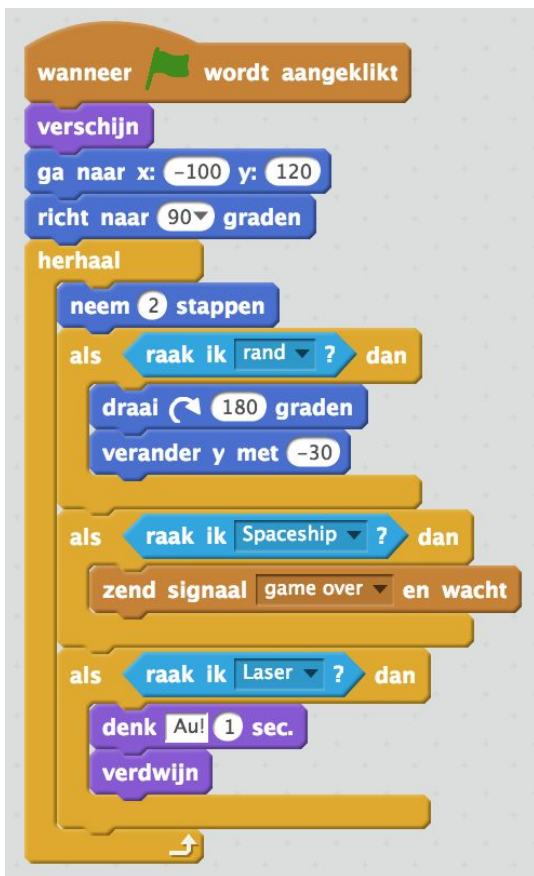 wanneer wordt aangeklikt
verschijn
ga naar x: -100 y: 120
richt naar 90 graden
herhaal
neem 2 stappen
als raak ik rand ? dan
draai 180 graden
verander y met -30
als raak ik Spaceship ? dan
zend signaal game over en wacht
als raak ik Laser ? dan
denk Au! 1 sec.
verdwijn